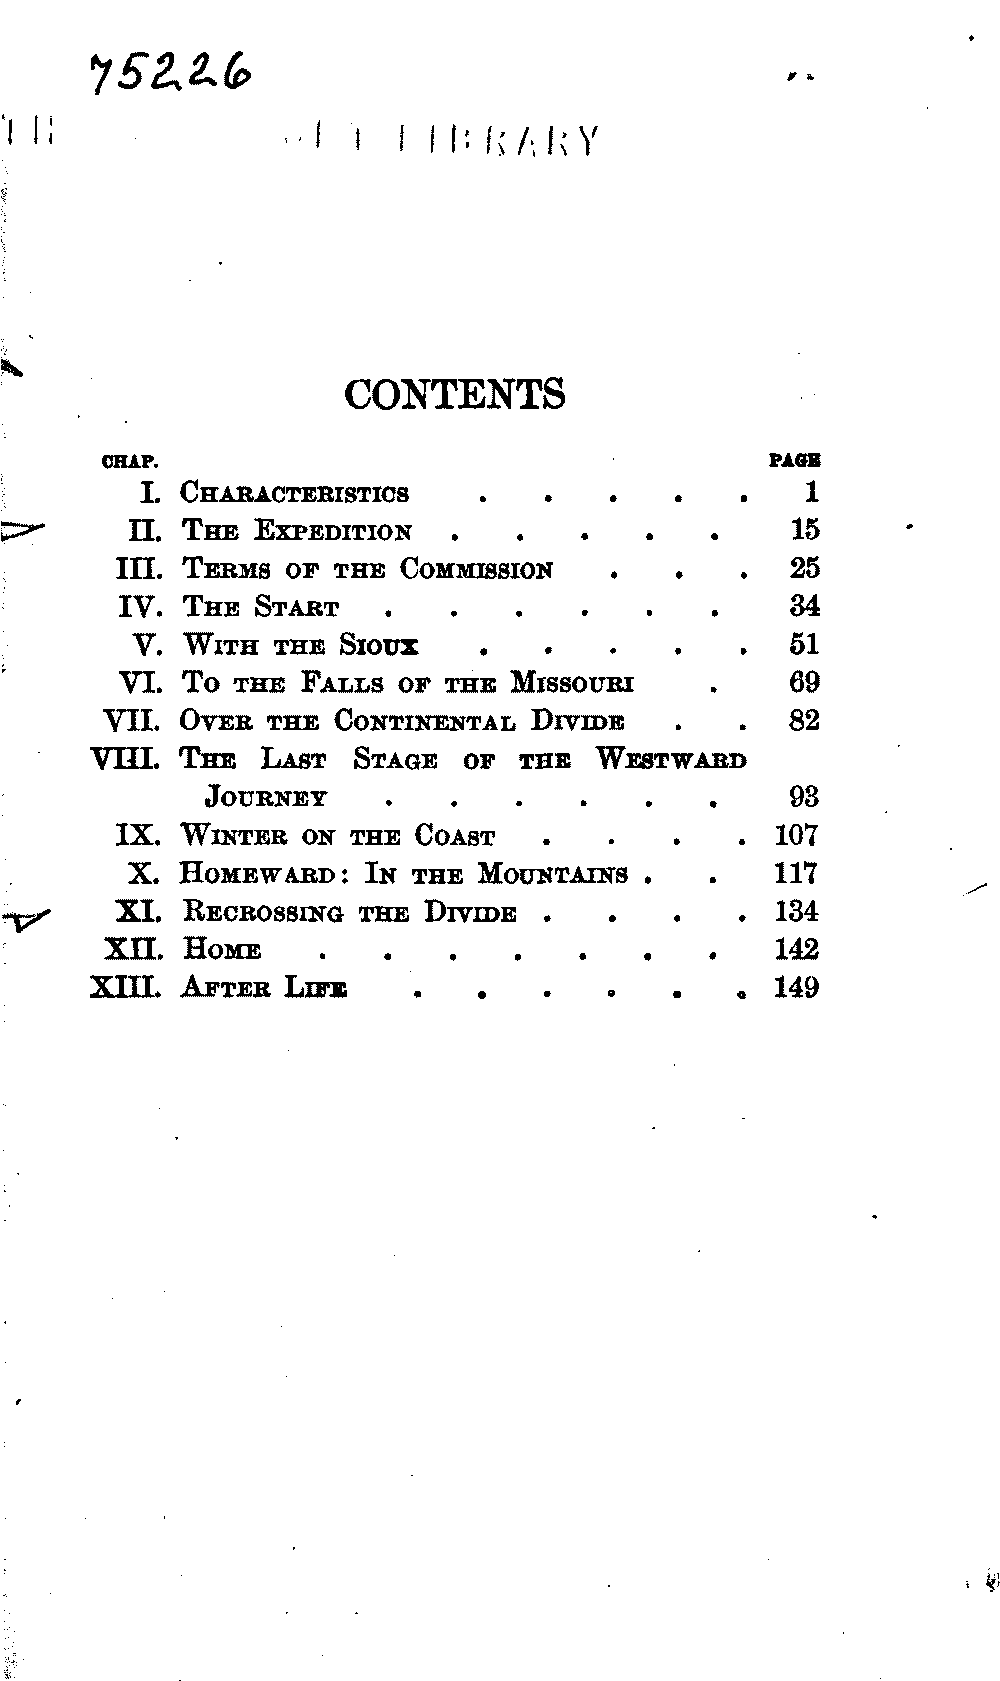 75226
LIBRARY
CONTENTS
CHAP. PAGE
I. CHARACTERISTICS . . . . . 1
II. THE EXPEDITION . . . . . 15
III. TERMS OF THE COMMISSION . . . 25
IV. THE START . . . . . . 34
V. WITH THE SIOUX . . . . . 51
VI. TO THE FALLS OF THE MISSOURI . 69
VII. OVER THE CONTINENTAL DIVIDE . . 82
VIII. THE LAST STAGE OF THE WESTWARD
JOURNEY . . . . . . 93
IX. WINTER ON THE COAST . . . . 107
X. HOMEWARD: IN THE MOUNTAINS . . 117
XI. RECROSSING THE DIVIDE . . . . 134
XII. HOME . . . . . . . 142
XIII. AFTER LIFE . . . . . . 149